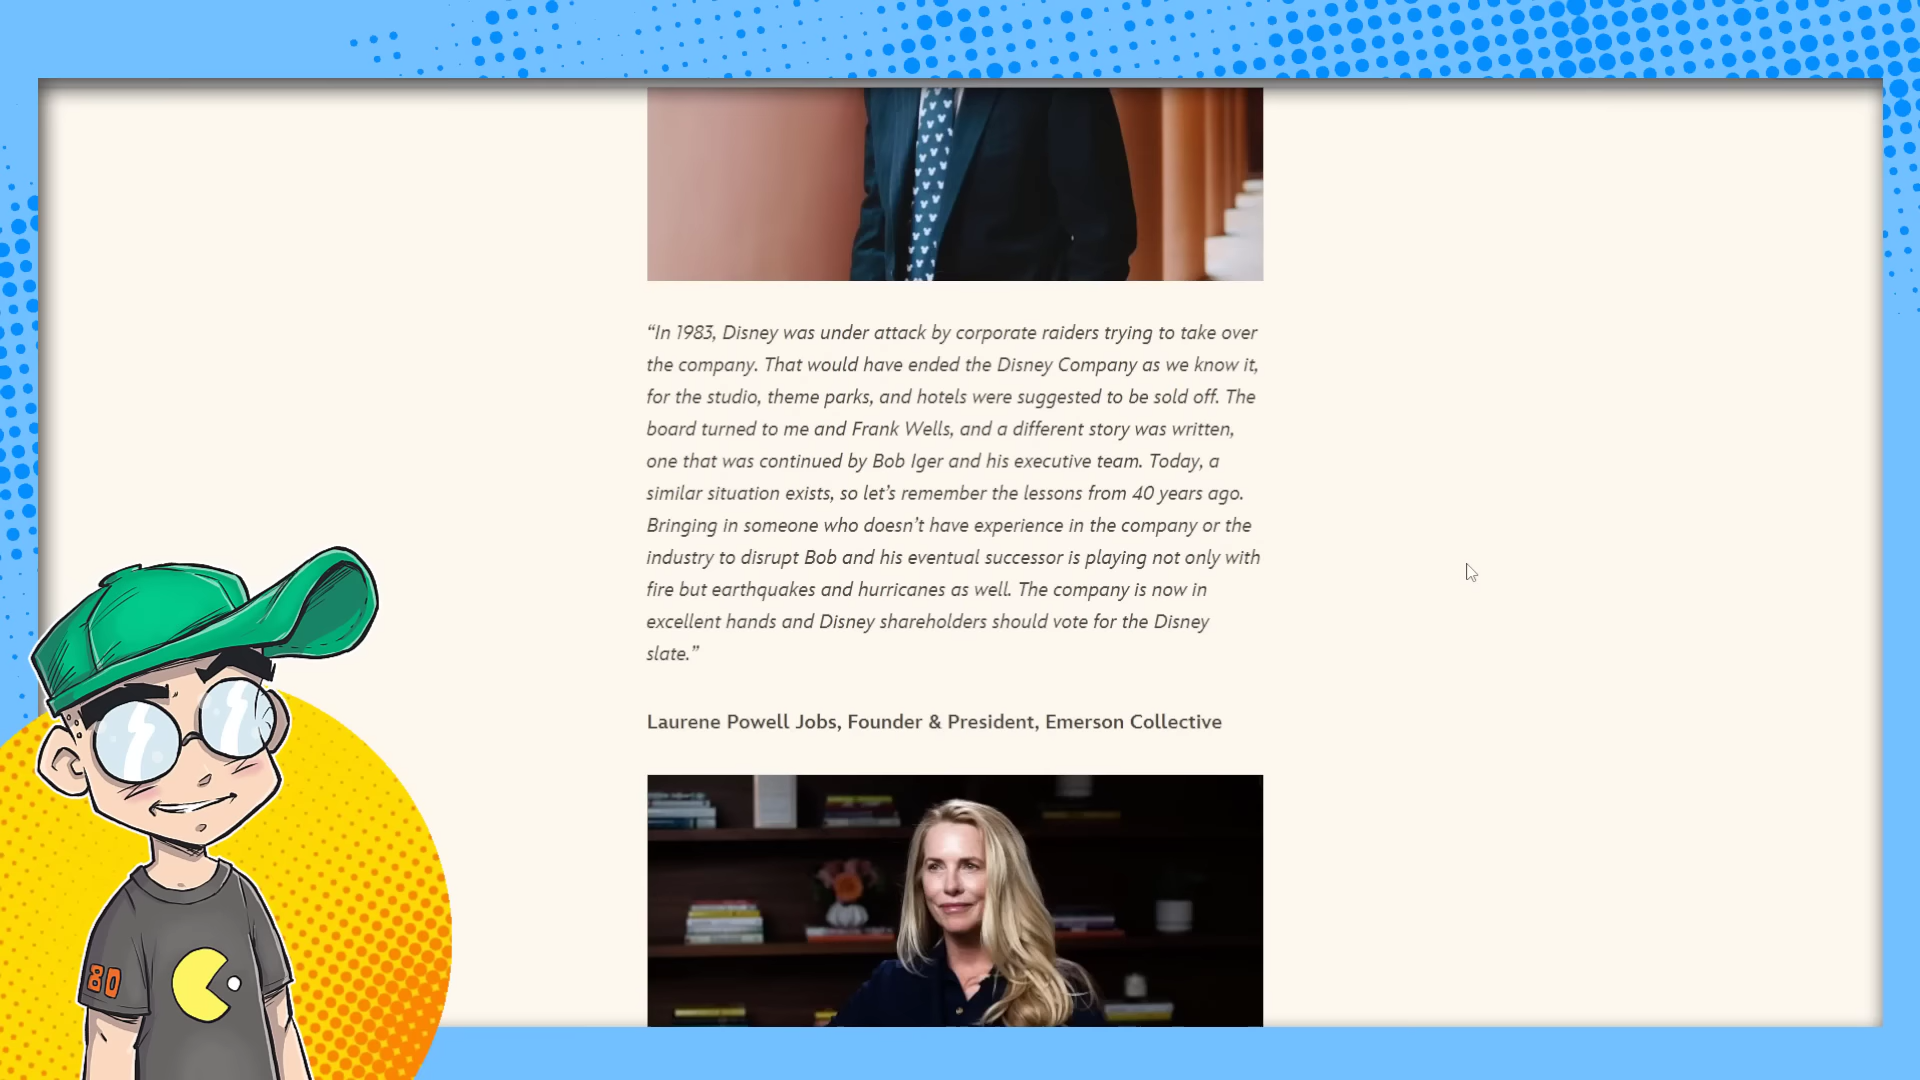 “In 1983, Disney was under attack by corporate raiders trying to take over
the company. That would have ended the Disney Company as we know it,
for the studio, theme parks, and hotels were suggested to be sold off. The
board turned to me and Frank Wells, and a different story was written,
one that was continued by Bob Iger and his executive team. Today, a
similar situation exists, so let’s remember the lessons from 40 years ago.
Bringing in someone who doesn’t have experience in the company or the
industry to disrupt Bob and his eventual successor is playing not only with
fire but earthquakes and hurricanes as well. The company is now in
excellent hands and Disney shareholders should vote for the Disney
slate.”
Laurene Powell Jobs, Founder & President, Emerson Collective
80